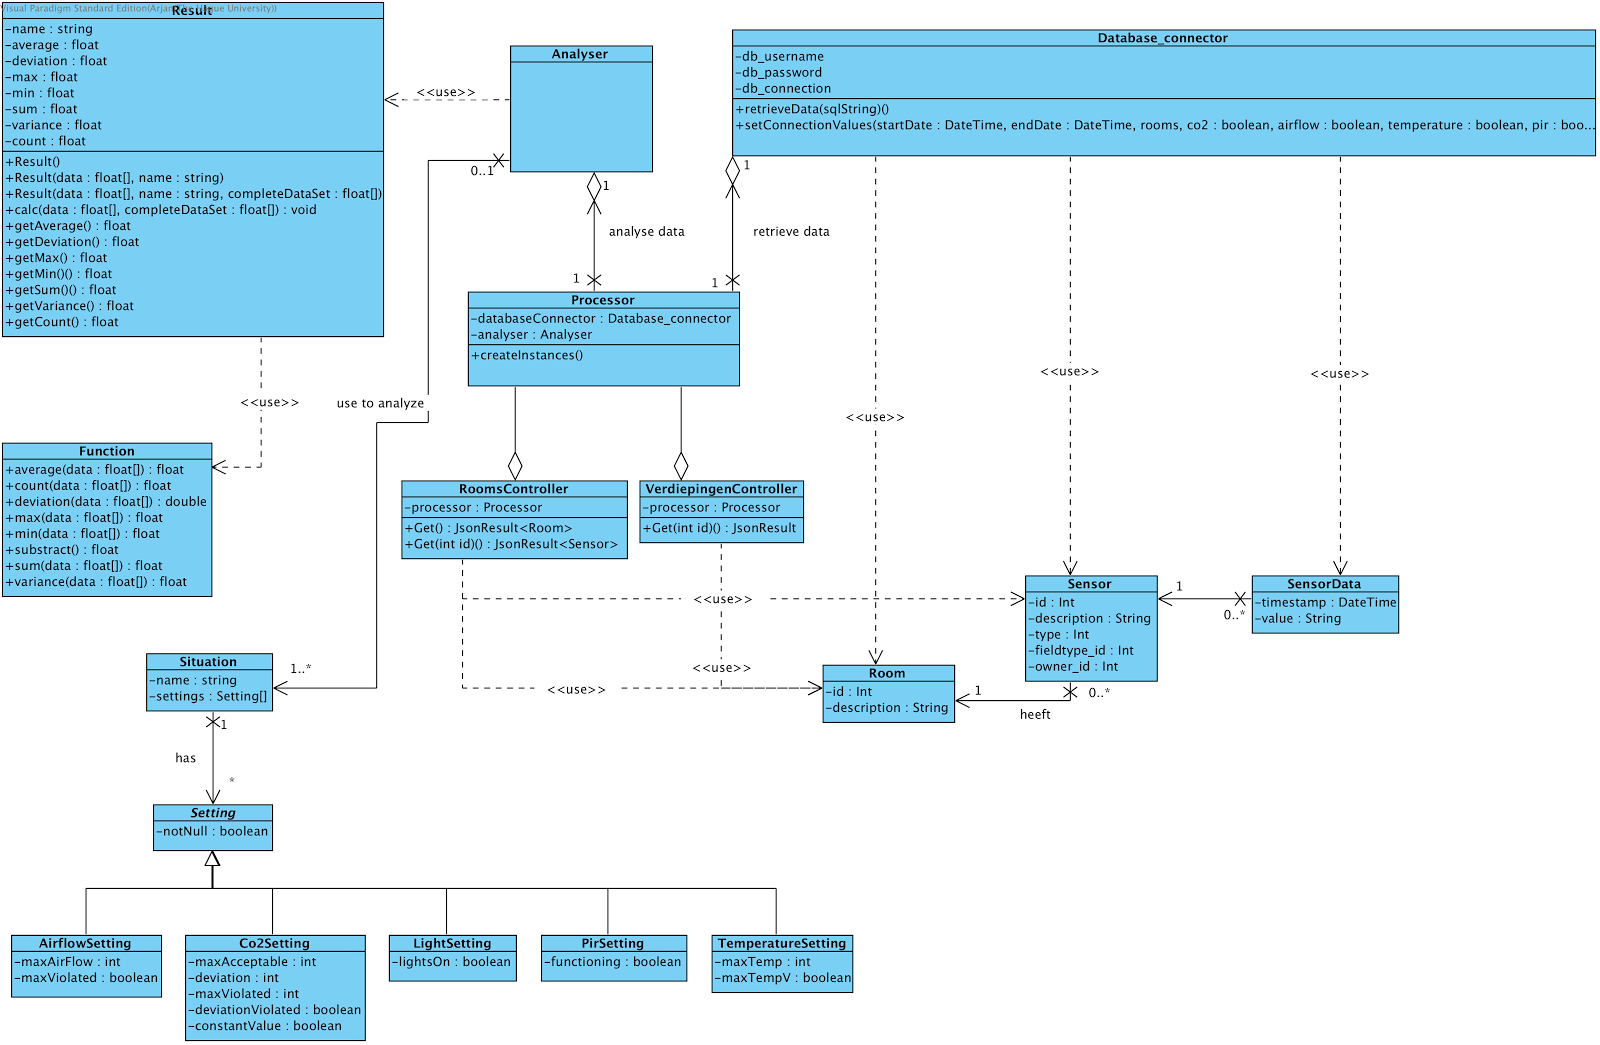 Visual Paradigm Standard Edition(Arjan(The Hague University))
Result
-name : string
-average : float
-deviation : float
-max : float
-min : float
-sum : float
-variance : float
-count : float
+Result()
+Result(data : float[], name : string)
+Result(data : float[], name : string, completeDataSet : float[])
+calc(data : float[], completeDataSet : float[]) : void
+getAverage() : float
+getDeviation() : float
+getMax() : float
+getMin()() : float
+getSum()() : float
+getVariance() : float
+getCount() : float
<<use>>
Analyser
0..1
1
analyse data
1
Database_connector
-db_username
-db_password
-db_connection
+retrieveData(sqlString)()
+setConnectionValues(startDate : DateTime, endDate : DateTime, rooms, co2 : boolean, airflow : boolean, temperature : boolean, pir : boo...
1
retrieve data
1
Processor
-databaseConnector : Database_connector
-analyser : Analyser
+createInstances()
<<use>>
use to analyze
<<use>>
<<use>>
<<use>>
Function
+average(data : float[]) : float
+count(data : float[]) : float
+deviation(data : float[]) : double
+max(data : float[]) : float
+min(data : float[]) : float
+substract() : float
+sum(data : float[]) : float
+variance(data : float[]) : float
RoomsController
-processor : Processor
+Get() : JsonResult<Room>
+Get(int id)() : JsonResult<Sensor>
VerdiepingenController
-processor : Processor
+Get(int id)() : JsonResult
<<use>>
<<use>>
<<use>>
Sensor
-id : Int
-description : String
-type : Int
-fieldtype_id : Int
-owner_id : Int
1
0..*
SensorData
-timestamp : DateTime
-value : String
Situation
-name : string
-settings : Setting[]
1..*
Room
-id : Int
-description : String
1
0..*
heeft
1
has
*
Setting
-notNull : boolean
AirflowSetting
-maxAirFlow : int
-maxViolated : boolean
Co2Setting
-maxAcceptable : int
-deviation : int
-maxViolated : int
-deviationViolated : boolean
-constantValue : boolean
LightSetting
-lightsOn : boolean
PirSetting
-functioning : boolean
TemperatureSetting
-maxTemp : int
-maxTempV : boolean